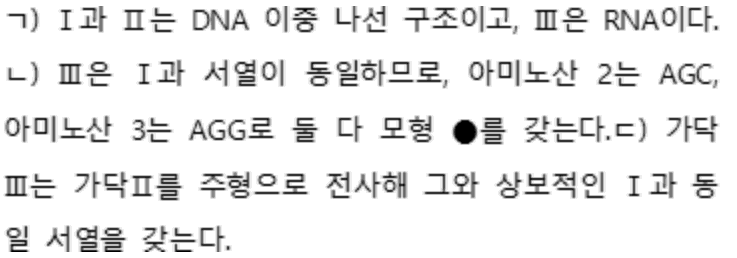 ㄱ) Ⅰ과 Ⅱ는 DNA 이중 나선 구조이고, Ⅲ은 RNA이다.
ㄴ) Ⅲ은 Ⅰ과 서열이 동일하므로, 아미노산 2는 AGC,
아미노산 3는 AGG로 둘 다 모형 ●를 갖는다.ㄷ) 가닥
Ⅲ는 가닥Ⅱ를 주형으로 전사해 그와 상보적인 Ⅰ과 동
일 서열을 갖는다.